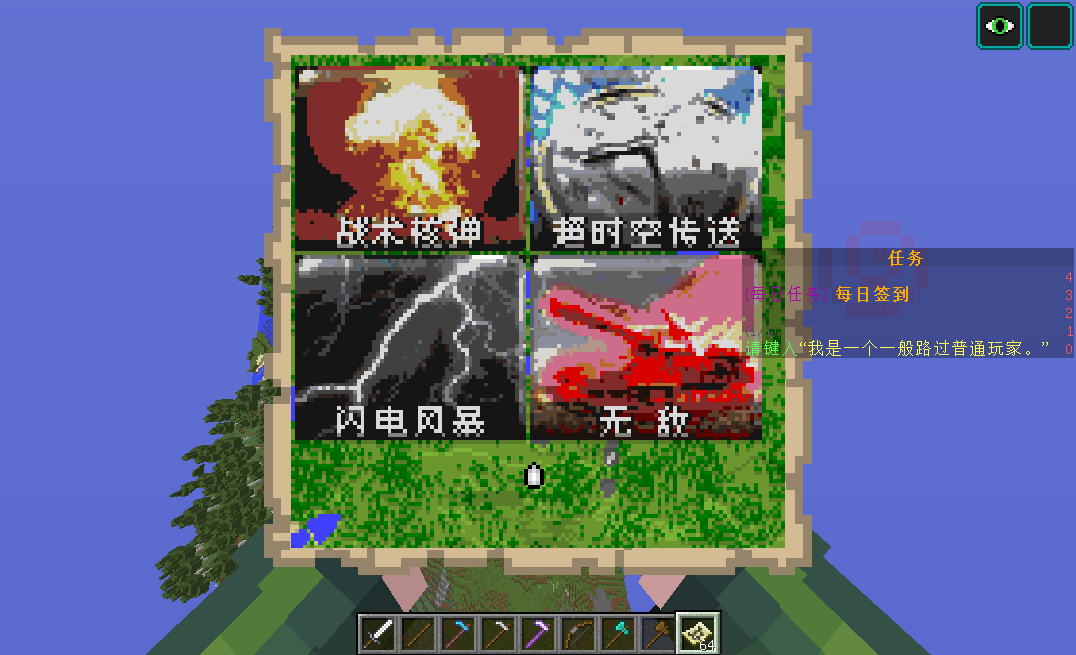 战术核弹
超时空传送
闪电风暴
无敌
任务
4
[每日任务] 每日签到
3
2
1
请键入“我是一个一般路过普通玩家。”
0
64